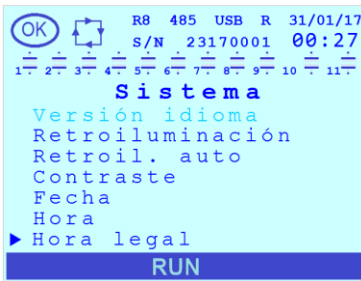 OK R8 485 USB R 31/01/17
S/N 23170001 00:27
1 2 3 4 5 6 7 8 9 10 11
Sistema
Versión idioma
Retroiluminación
Retroil. auto
Contraste
Fecha
Hora
Hora legal
RUN